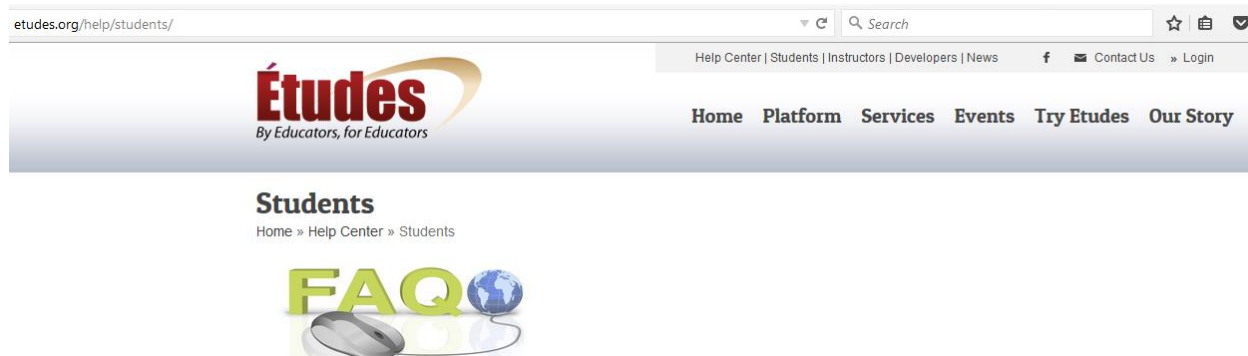 etudes.org/help/students/
Search
Help Center | Students | Instructors | Developers | News
Contact Us » Login
Études
By Educators, for Educators
Home Platform Services Events Try Etudes Our Story
Students
Home » Help Center » Students
FAQ